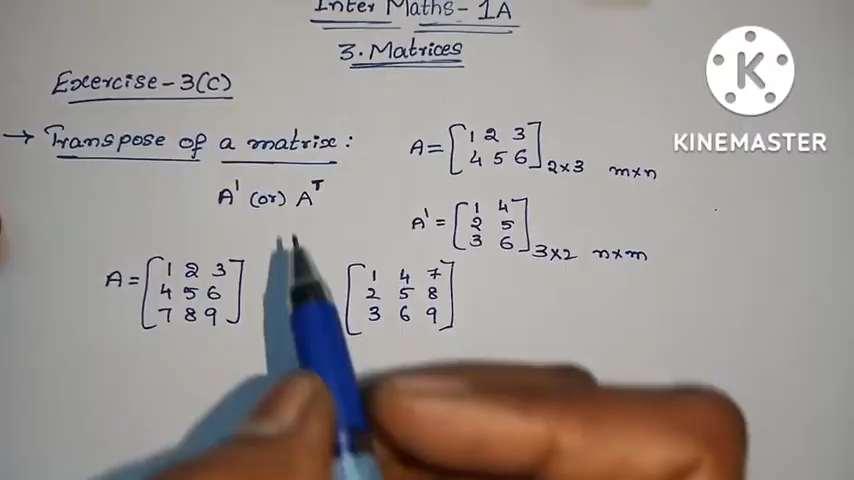 Inter Maths - 1A
3. Matrices
Exercise - 3(c)
→ Transpose of a matrix :
A' (or) A^T
A = [1 2 3
4 5 6] 2×3 m×n
A' = [1 4
2 5
3 6] 3×2 n×m
A = [1 2 3
4 5 6
7 8 9]
[1 4 7
2 5 8
3 6 9]
K
KINEMASTER